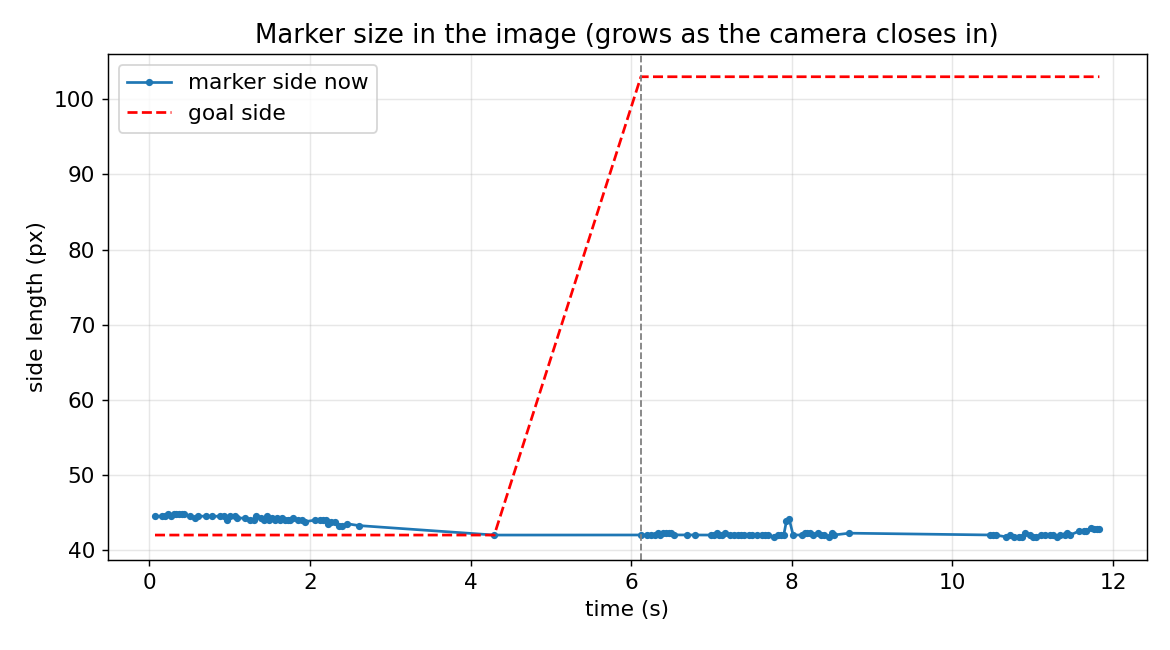 Marker size in the image (grows as the camera closes in)
marker side now
goal side
side length (px)
100
90
80
70
60
50
40
0
2
4
6
8
10
12
time (s)